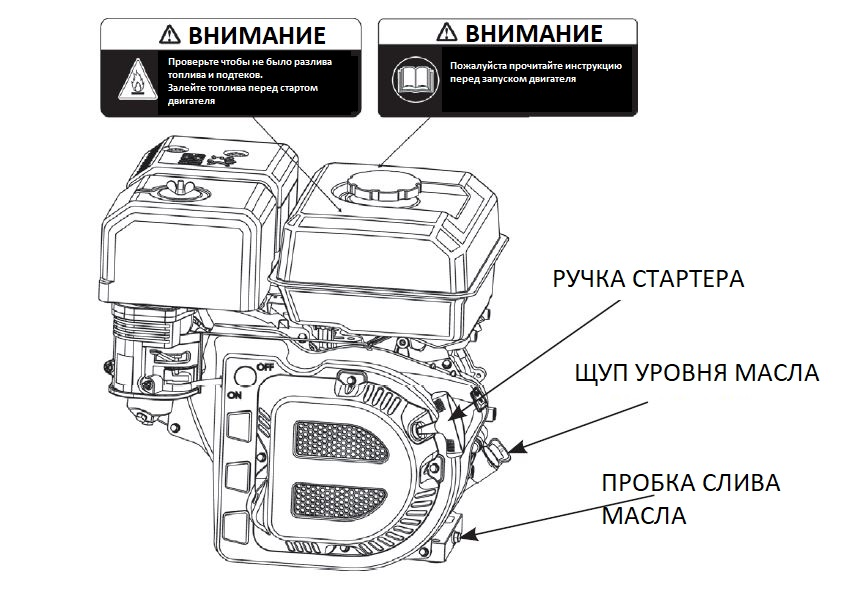 ВНИМАНИЕ
Проверьте чтобы не было разлива
топлива и подтеков.
Залейте топлива перед стартом
двигателя
ВНИМАНИЕ
Пожалуйста прочитайте инструкцию
перед запуском двигателя
РУЧКА СТАРТЕРА
ЩУП УРОВНЯ МАСЛА
ПРОБКА СЛИВА
МАСЛА
OFF
ON